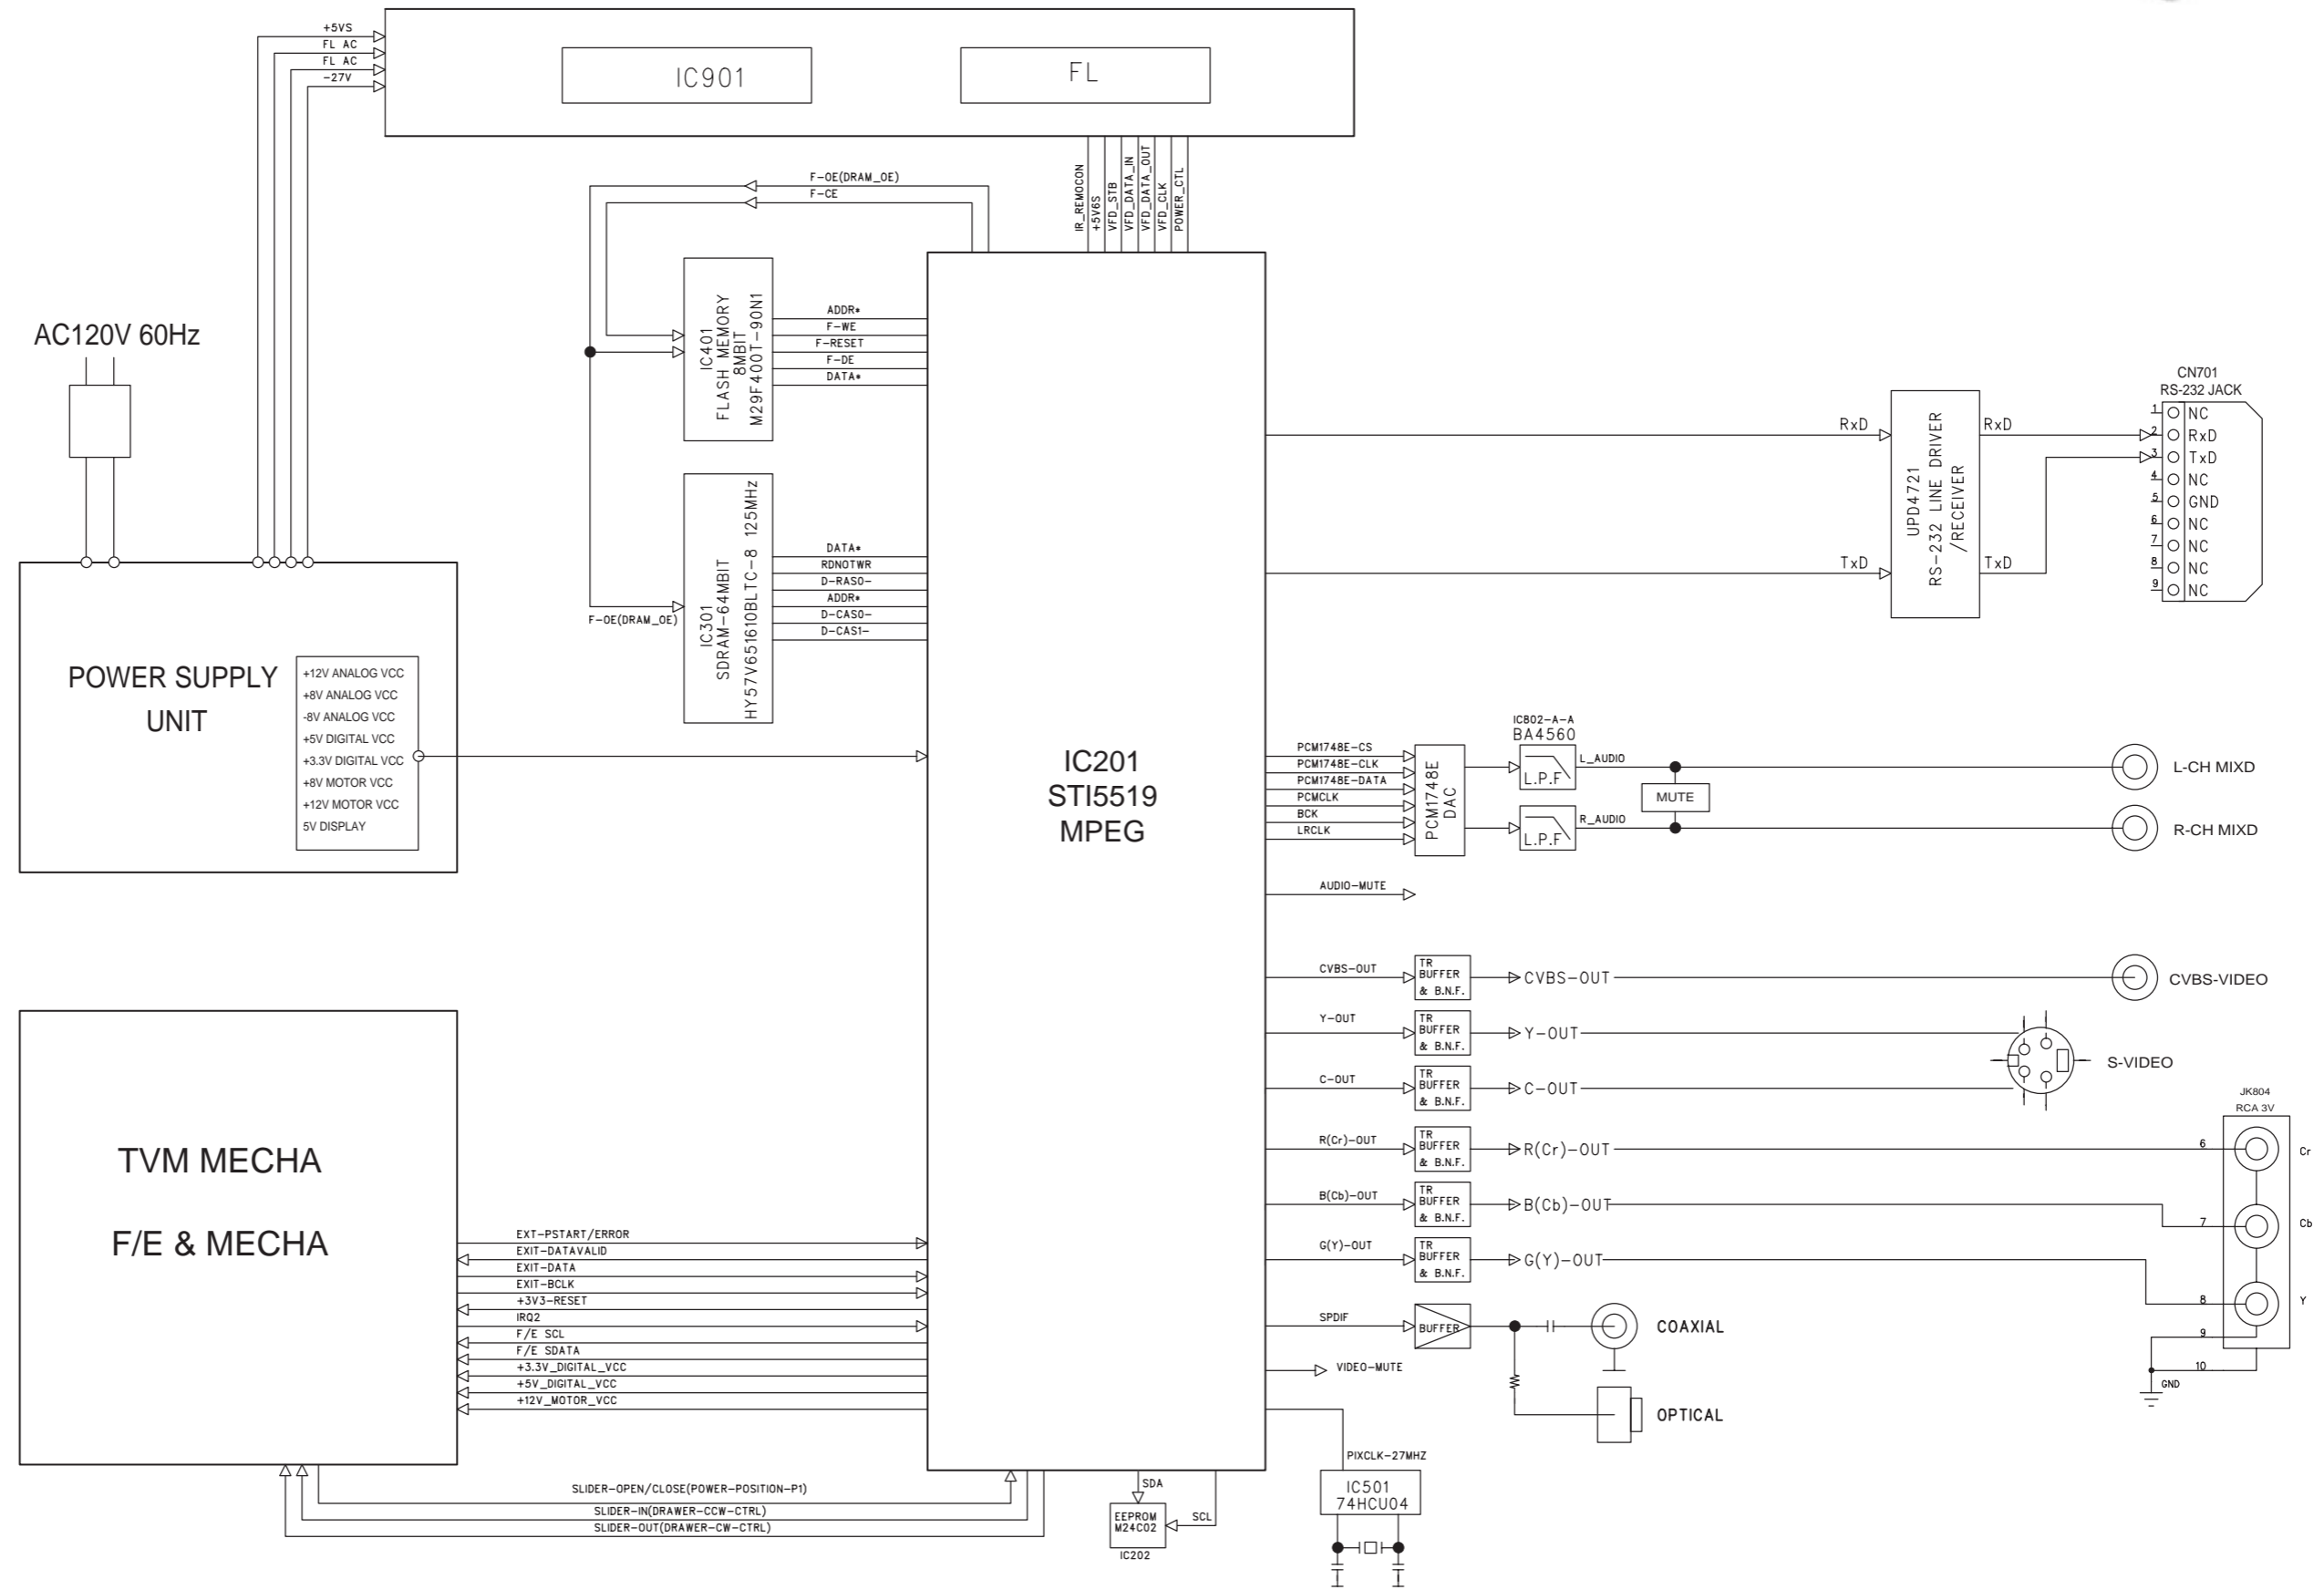 +5VS
FL AC
FL AC
-27V
IC901
FL
IR_REMOCON
+5V6S
VFD_STB
VFD_DATA_IN
VFD_DATA_OUT
VFD_CLK
POWER_CTL
F-OE(DRAM_OE)
F-CE
AC120V 60Hz
IC401
FLASH MEMORY
8MBIT
M29F400T-90N1
ADDR*
F-WE
F-RESET
F-DE
DATA*
IC301
SDRAM-64MBIT
HY57V651610BLTC-8 125MHz
F-OE(DRAM_OE)
DATA*
RDNOTWR
D-RAS0-
ADDR*
D-CAS0-
D-CAS1-
POWER SUPPLY
UNIT
+12V ANALOG VCC
+8V ANALOG VCC
-8V ANALOG VCC
+5V DIGITAL VCC
+3.3V DIGITAL VCC
+8V MOTOR VCC
+12V MOTOR VCC
5V DISPLAY
IC201
STI5519
MPEG
RxD
TxD
UPD4721
RS-232 LINE DRIVER
/RECEIVER
RxD
TxD
CN701
RS-232 JACK
1 NC
2 RxD
3 TxD
4 NC
5 GND
6 NC
7 NC
8 NC
9 NC
PCM1748E-CS
PCM1748E-CLK
PCM1748E-DATA
PCMCLK
BCK
LRCLK
PCM1748E
DAC
IC802-A-A
BA4560
L.P.F
L_AUDIO
L.P.F
R_AUDIO
MUTE
L-CH MIXD
R-CH MIXD
AUDIO-MUTE
CVBS-OUT
TR
BUFFER
& B.N.F.
CVBS-OUT
CVBS-VIDEO
Y-OUT
TR
BUFFER
& B.N.F.
Y-OUT
C-OUT
TR
BUFFER
& B.N.F.
C-OUT
S-VIDEO
R(Cr)-OUT
TR
BUFFER
& B.N.F.
R(Cr)-OUT
B(Cb)-OUT
TR
BUFFER
& B.N.F.
B(Cb)-OUT
G(Y)-OUT
TR
BUFFER
& B.N.F.
G(Y)-OUT
JK804
RCA 3V
6
Cr
7
Cb
8
Y
9
10
GND
SPDIF
BUFFER
COAXIAL
VIDEO-MUTE
OPTICAL
PIXCLK-27MHZ
IC501
74HCU04
TVM MECHA
F/E & MECHA
EXT-PSTART/ERROR
EXIT-DATAVALID
EXIT-DATA
EXIT-BCLK
+3V3-RESET
IRQ2
F/E SCL
F/E SDATA
+3.3V_DIGITAL_VCC
+5V_DIGITAL_VCC
+12V_MOTOR_VCC
SLIDER-OPEN/CLOSE(POWER-POSITION-P1)
SLIDER-IN(DRAWER-CCW-CTRL)
SLIDER-OUT(DRAWER-CW-CTRL)
SDA
SCL
EEPROM
M24C02
IC202